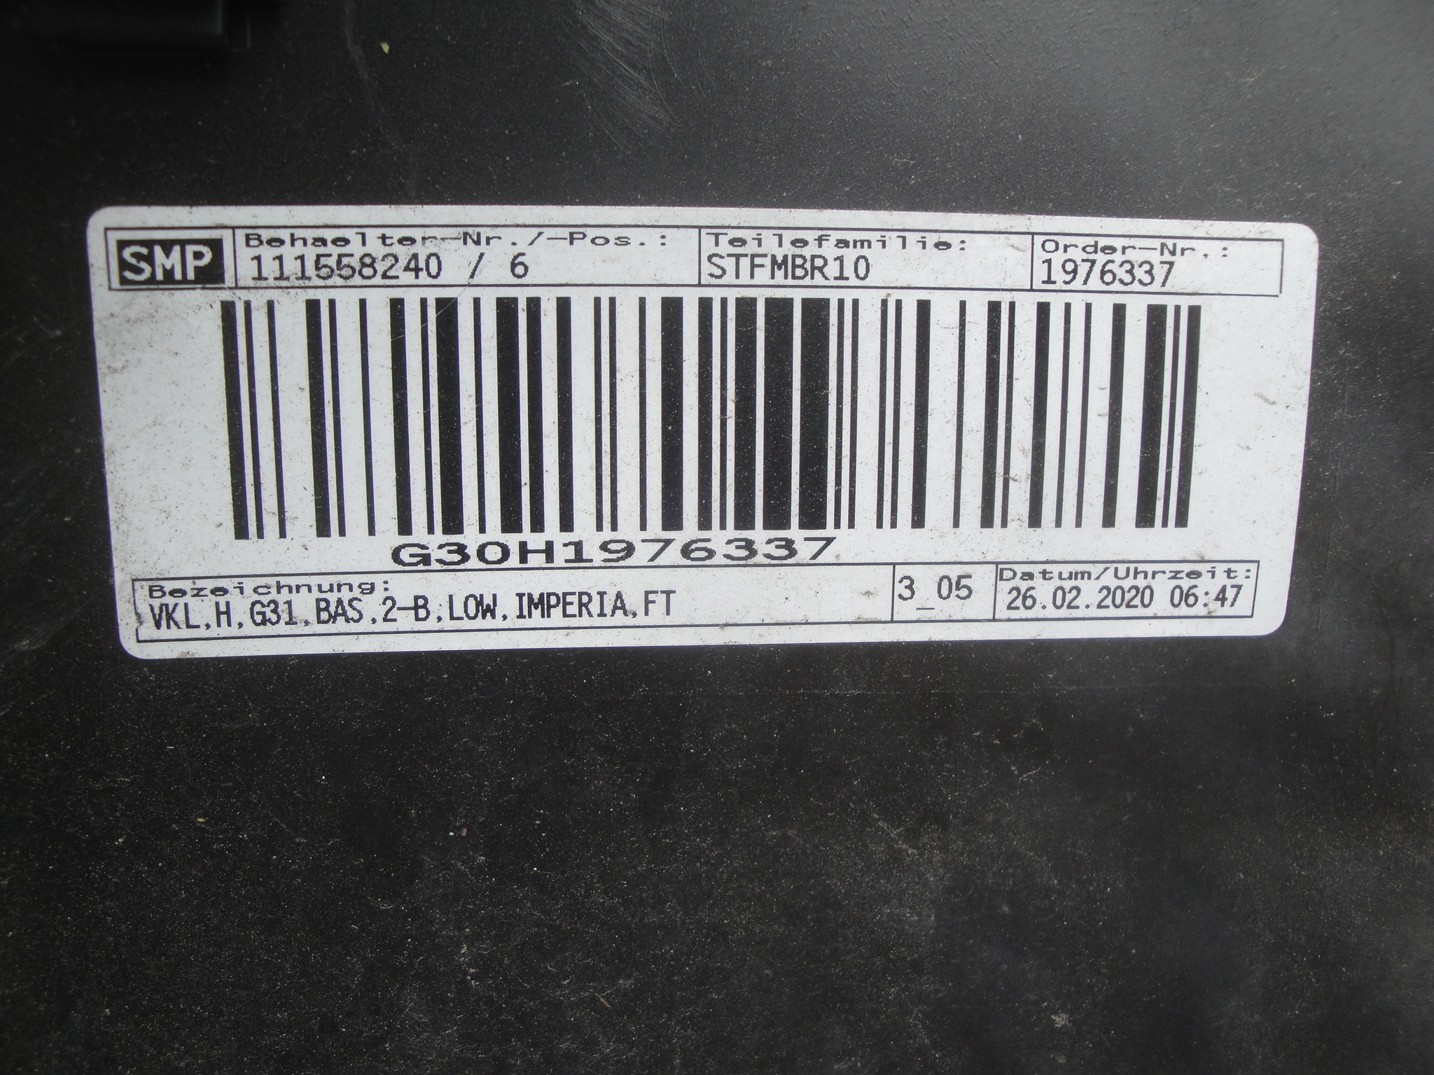 SMP
Behaelter-Nr./-Pos.:
111558240 / 6
Teilefamilie:
STFMBR10
Order-Nr.:
1976337
G30H1976337
Bezeichnung:
VKL,H,G31,BAS,2-B,LOW,IMPERIA,FT
3_05
Datum/Uhrzeit:
26.02.2020 06:47